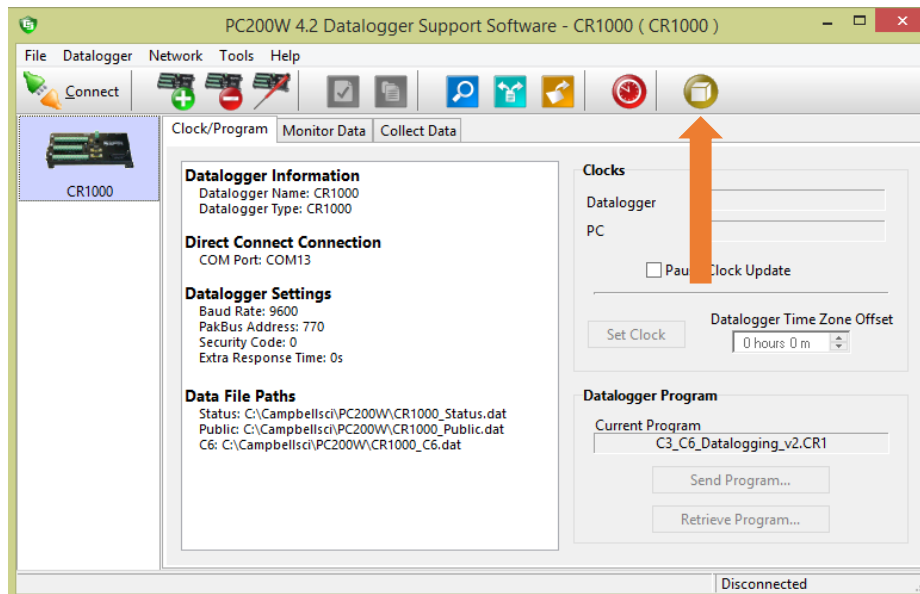 PC200W 4.2 Datalogger Support Software - CR1000 ( CR1000 )
File Datalogger Network Tools Help
Connect
CR1000
Clock/Program Monitor Data Collect Data
Datalogger Information
Datalogger Name: CR1000
Datalogger Type: CR1000
Direct Connect Connection
COM Port: COM13
Datalogger Settings
Baud Rate: 9600
PakBus Address: 770
Security Code: 0
Extra Response Time: 0s
Data File Paths
Status: C:\Campbellsci\PC200W\CR1000_Status.dat
Public: C:\Campbellsci\PC200W\CR1000_Public.dat
C6: C:\Campbellsci\PC200W\CR1000_C6.dat
Clocks
Datalogger
PC
Clock Update
Set Clock
Datalogger Time Zone Offset
0 hours 0 m
Datalogger Program
Current Program
C3_C6_Datalogging_v2.CR1
Send Program...
Retrieve Program...
Disconnected